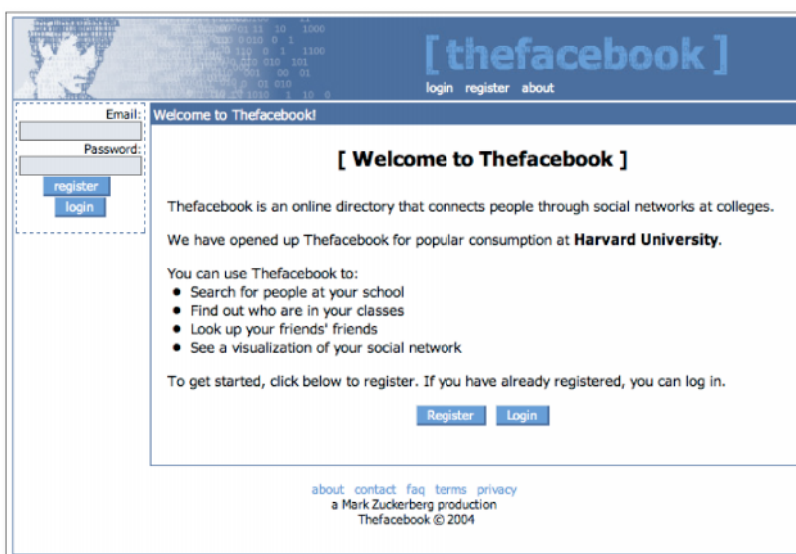 [ thefacebook ]
login register about
Email:
Password:
register
login
Welcome to Thefacebook!
[ Welcome to Thefacebook ]
Thefacebook is an online directory that connects people through social networks at colleges.
We have opened up Thefacebook for popular consumption at Harvard University.
You can use Thefacebook to:
• Search for people at your school
• Find out who are in your classes
• Look up your friends' friends
• See a visualization of your social network
To get started, click below to register. If you have already registered, you can log in.
Register Login
about contact faq terms privacy
a Mark Zuckerberg production
Thefacebook © 2004